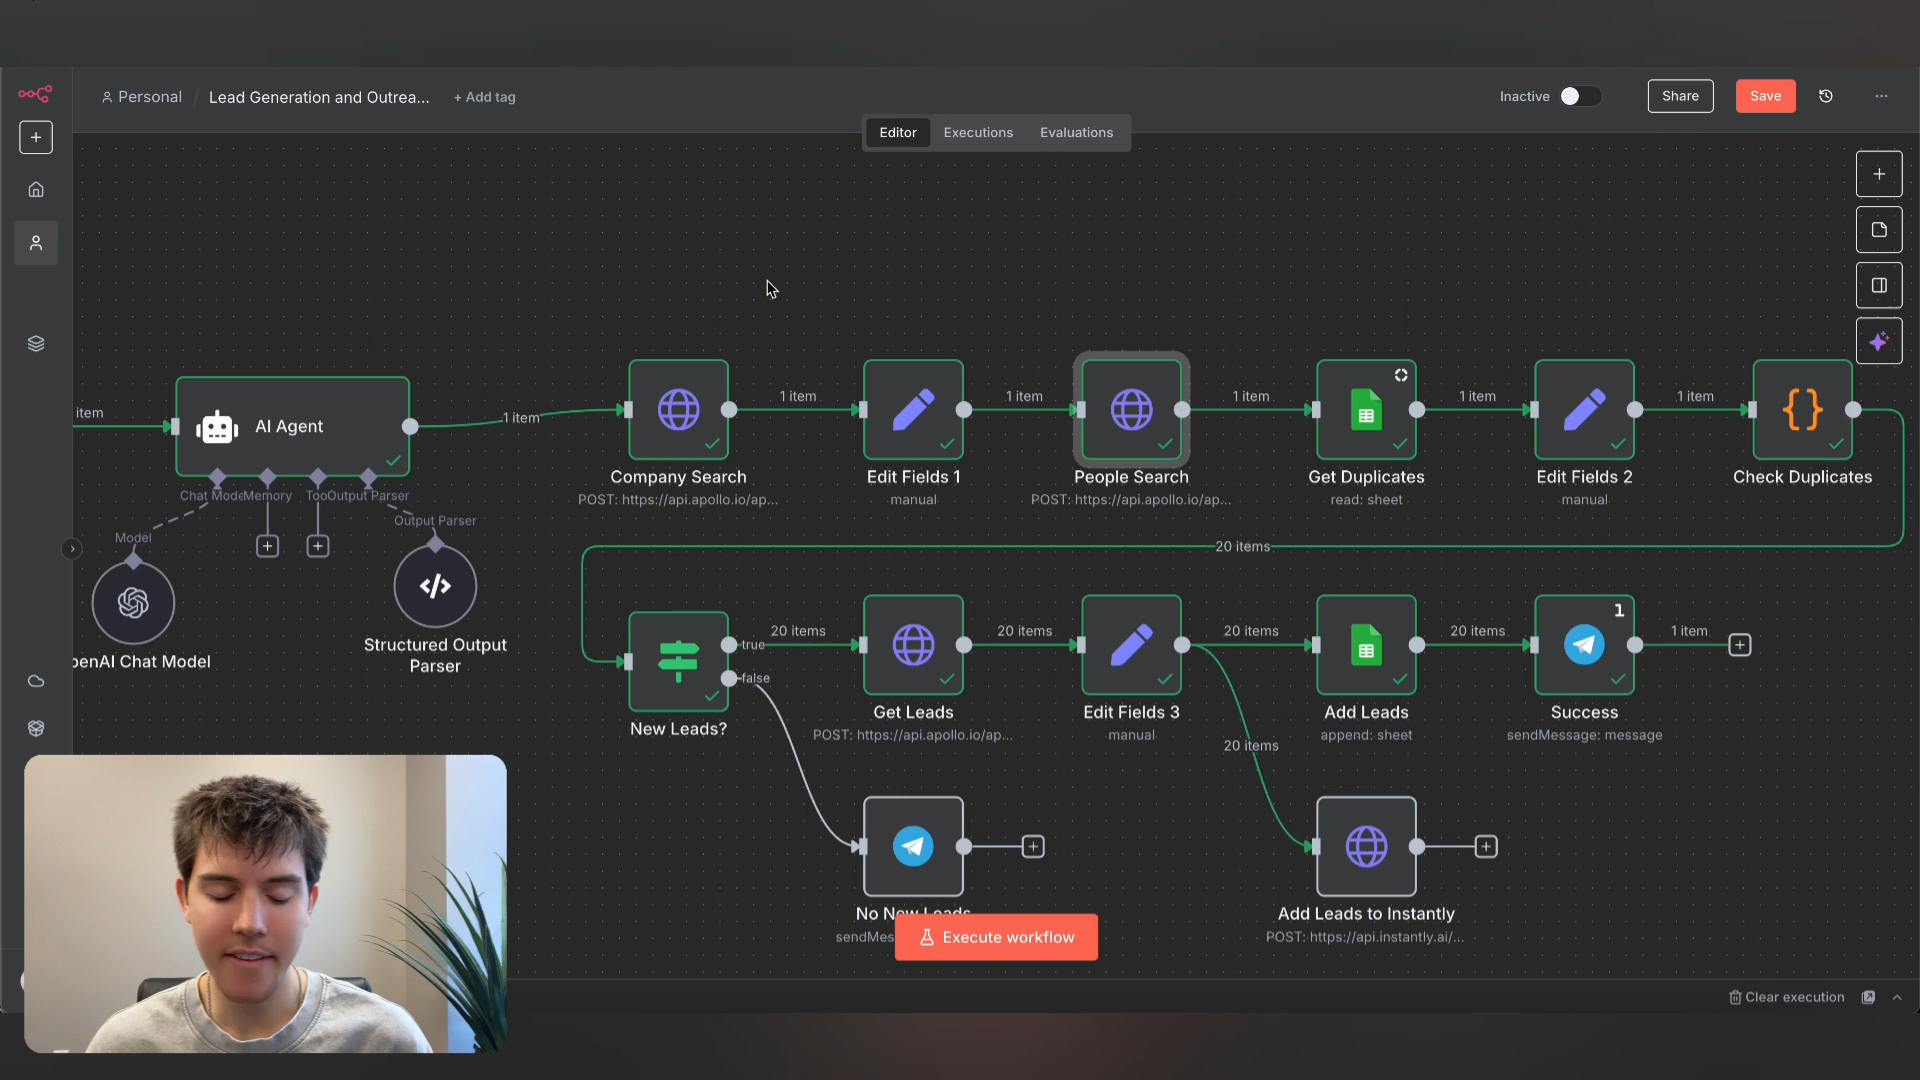 Personal / Lead Generation and Outrea... + Add tag
Inactive
Share
Save
Editor
Executions
Evaluations
item
AI Agent
1 item
Chat Mode
Memory
Too
Output Parser
Model
Output Parser
enAI Chat Model
Structured Output
Parser
Company Search
POST: https://api.apollo.io/ap...
1 item
Edit Fields 1
manual
1 item
People Search
POST: https://api.apollo.io/ap...
1 item
Get Duplicates
read: sheet
1 item
Edit Fields 2
manual
1 item
{}
Check Duplicates
20 items
New Leads?
true
false
20 items
Get Leads
POST: https://api.apollo.io/ap...
20 items
Edit Fields 3
manual
20 items
Add Leads
append: sheet
20 items
1
Success
sendMessage: message
1 item
20 items
No New Leads
sendMes
Execute workflow
Add Leads to Instantly
POST: https://api.instantly.ai/...
Clear execution